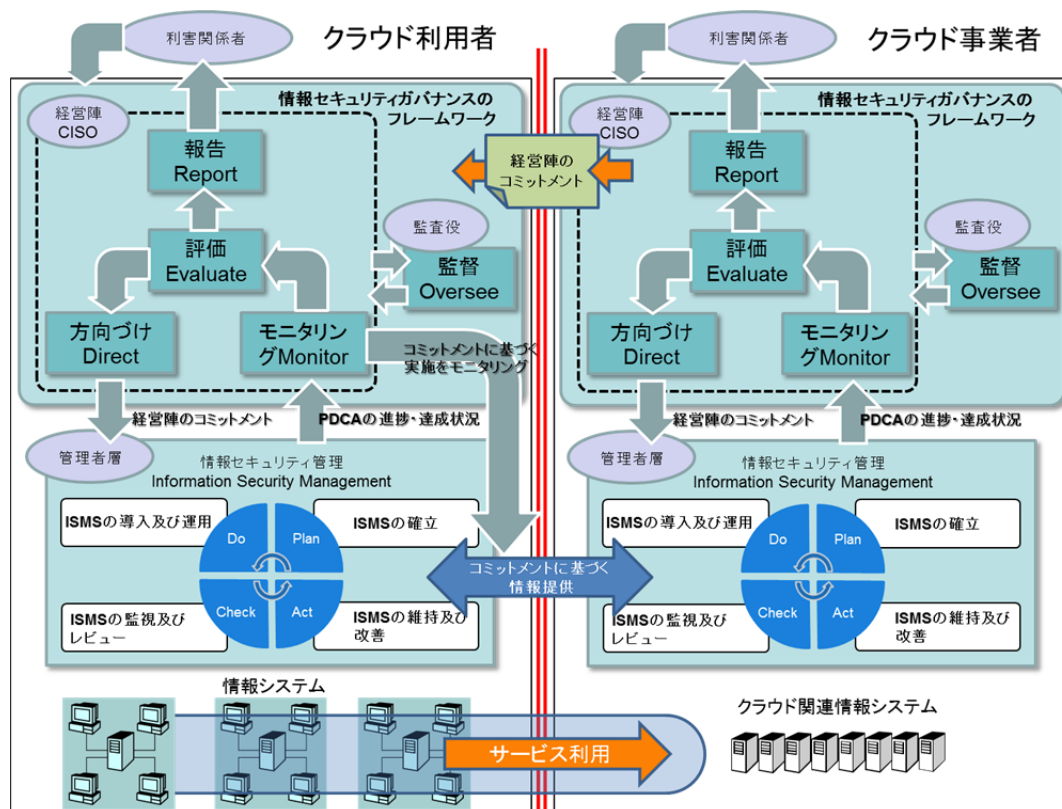 クラウド利用者
利害関係者
情報セキュリティガバナンスの
フレームワーク
経営陣
CISO
報告
Report
評価
Evaluate
監査役
監督
Oversee
方向づけ
Direct
モニタリン
グMonitor
コミットメントに基づく
実施をモニタリング
経営陣のコミットメント
PDCAの進捗・達成状況
管理者層
情報セキュリティ管理
Information Security Management
ISMSの導入及び運用
ISMSの確立
Do
Plan
Check
Act
ISMSの監視及び
レビュー
ISMSの維持及び
改善
情報システム
経営陣の
コミットメント
コミットメントに基づく
情報提供
サービス利用
クラウド事業者
利害関係者
情報セキュリティガバナンスの
フレームワーク
経営陣
CISO
報告
Report
評価
Evaluate
監査役
監督
Oversee
方向づけ
Direct
モニタリン
グMonitor
経営陣のコミットメント
PDCAの進捗・達成状況
管理者層
情報セキュリティ管理
Information Security Management
ISMSの導入及び運用
ISMSの確立
Do
Plan
Check
Act
ISMSの監視及び
レビュー
ISMSの維持及び
改善
クラウド関連情報システム